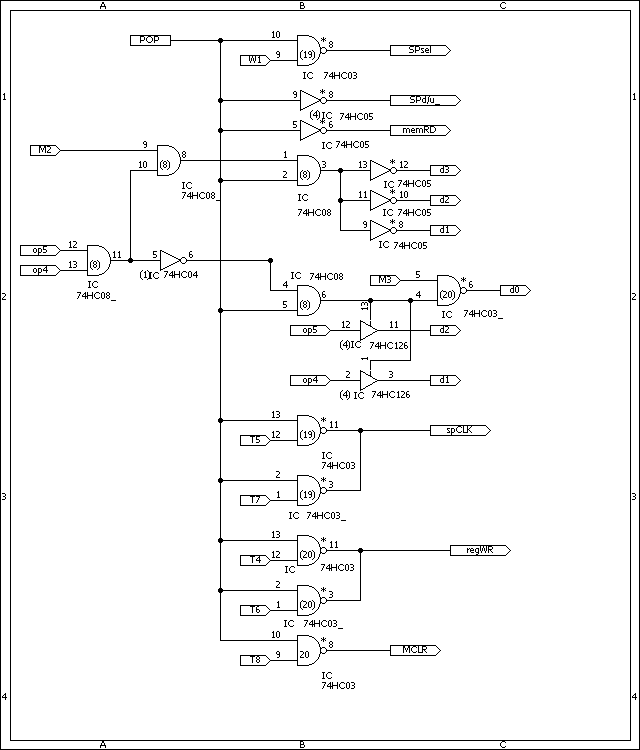 A B C
POP 10 * 8 SPsel
W1 9 (19)
IC 74HC03
1 9 * 8 SPd/u_ 1
(4) IC 74HC05
5 * 6 memRD
IC 74HC05
M2 9 8 1 3 13 * 12 d3
10 (8) 2 (8) IC 74HC05
IC 74HC08_ 11 * 10 d2
IC 74HC08 IC 74HC05
9 * 8 d1
IC 74HC05
op5 12 11 5 6
op4 13 (8) (1) IC 74HC04
IC 74HC08_
IC 74HC08 M3 5 * 6 d0
2 4 6 13 4 (20) 2
5 (8) IC 74HC03_
op5 12 11 d2
(4) IC 74HC126
1
op4 2 3 d1
(4) IC 74HC126
13 * 11 spCLK
T5 12 (19)
IC 74HC03
2 * 3
3 T7 1 (19) 3
IC 74HC03_
13 * 11 regWR
T4 12 (20)
IC 74HC03
2 * 3
T6 1 (20)
IC 74HC03_
10 * 8 MCLR
T8 9 20
IC 74HC03
4 4
A B C